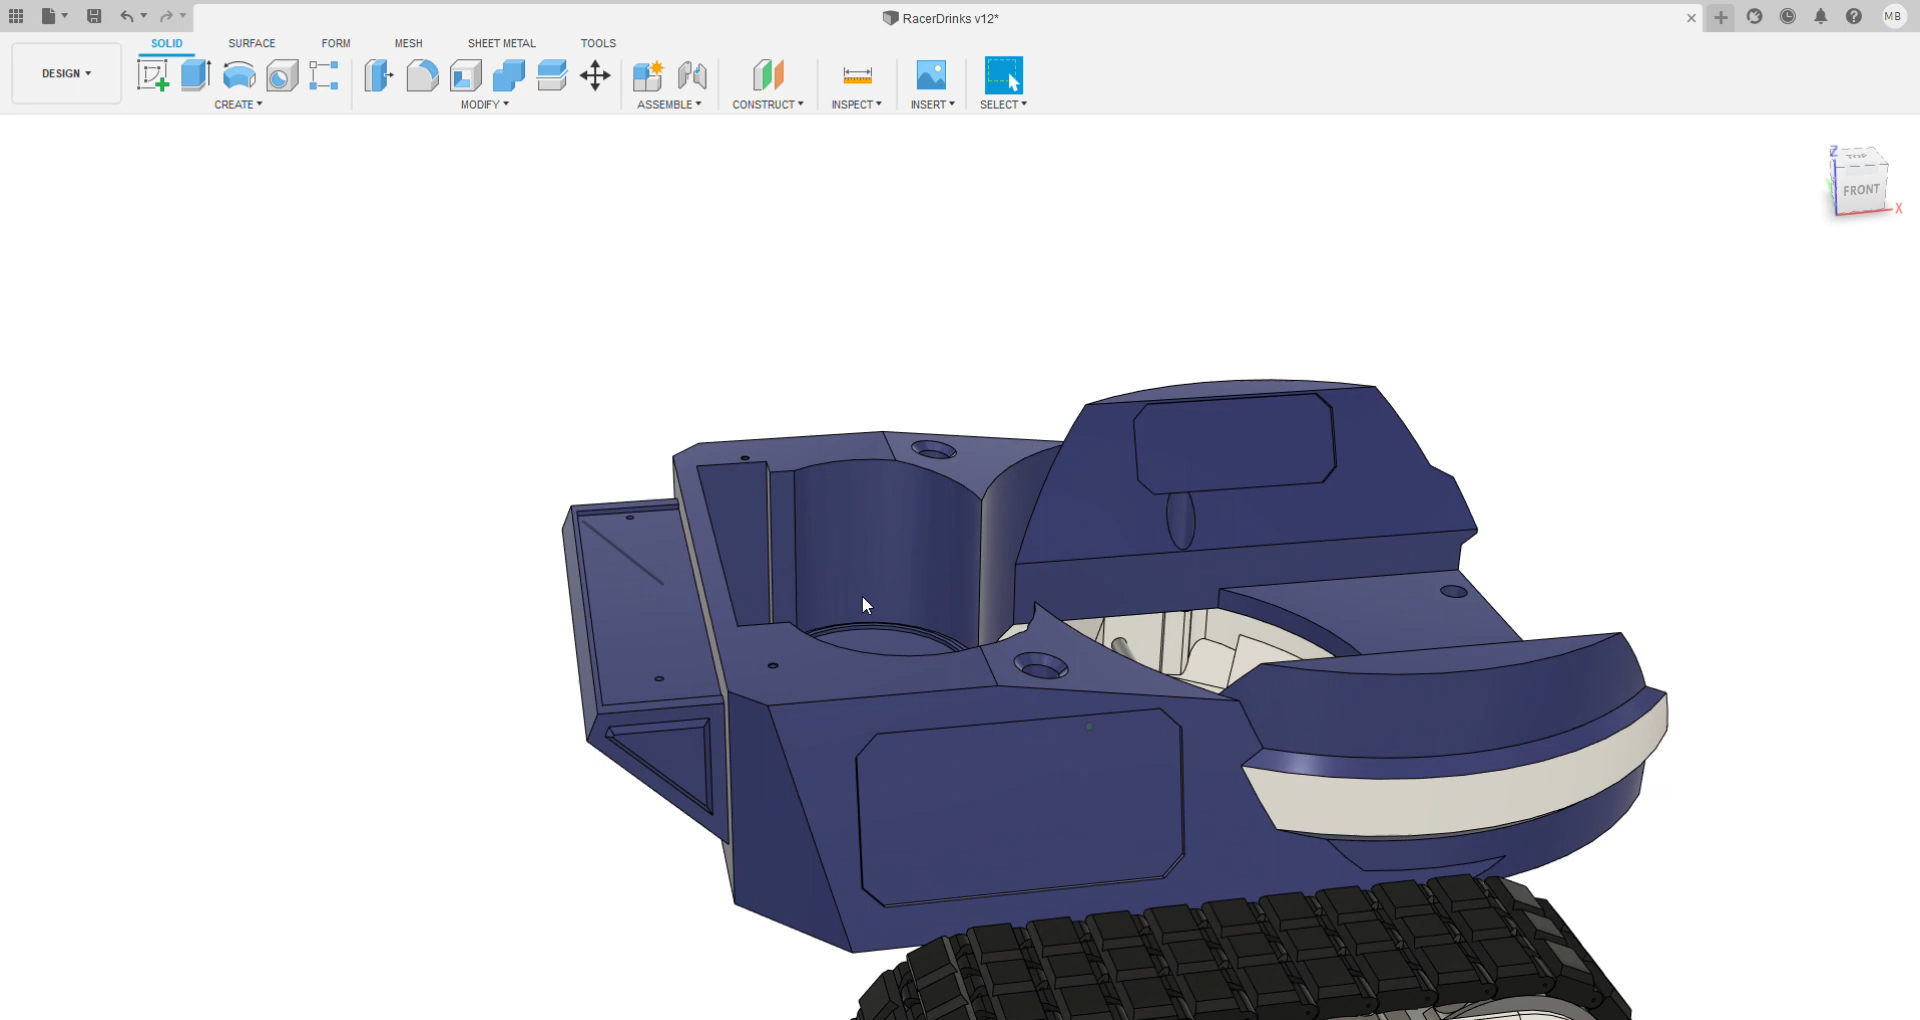 RacerDrinks v12*
MB
SOLID SURFACE FORM MESH SHEET METAL TOOLS
DESIGN ▾
CREATE ▾ MODIFY ▾ ASSEMBLE ▾ CONSTRUCT ▾ INSPECT ▾ INSERT ▾ SELECT ▾
Z
TOP
FRONT
X